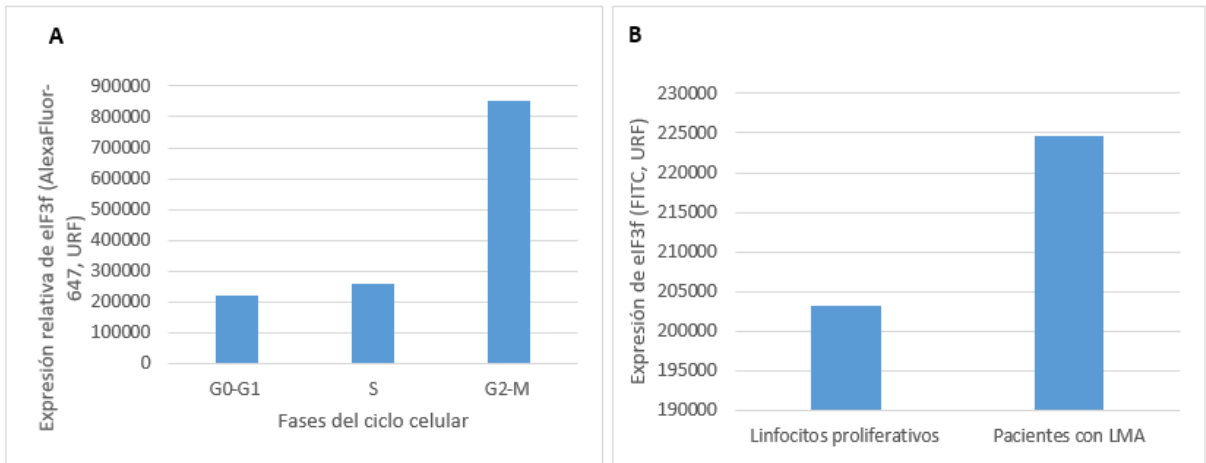 A
Expresión relativa de eIF3f (AlexaFluor-
647, URF)
900000
800000
700000
600000
500000
400000
300000
200000
100000
0
G0-G1
S
G2-M
Fases del ciclo celular
B
Expresión de eIF3f (FITC, URF)
230000
225000
220000
215000
210000
205000
200000
195000
190000
Linfocitos proliferativos
Pacientes con LMA